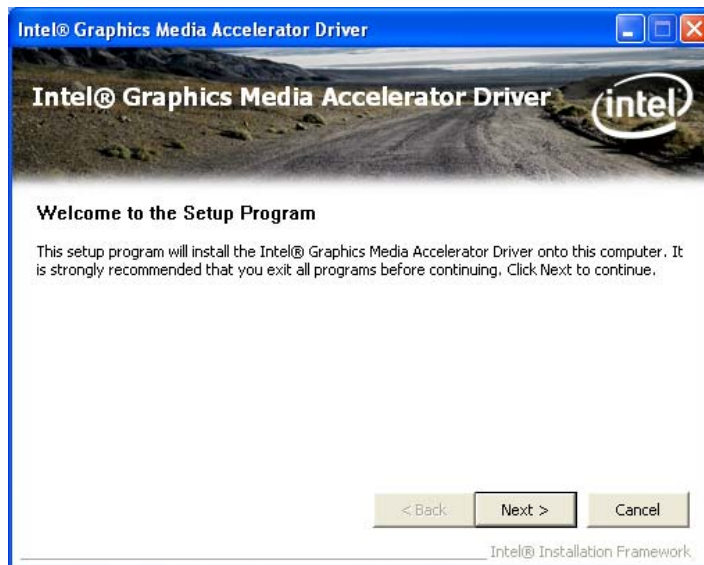 Intel® Graphics Media Accelerator Driver
Intel® Graphics Media Accelerator Driver
intel
Welcome to the Setup Program
This setup program will install the Intel® Graphics Media Accelerator Driver onto this computer. It
is strongly recommended that you exit all programs before continuing. Click Next to continue.
< Back
Next >
Cancel
Intel® Installation Framework